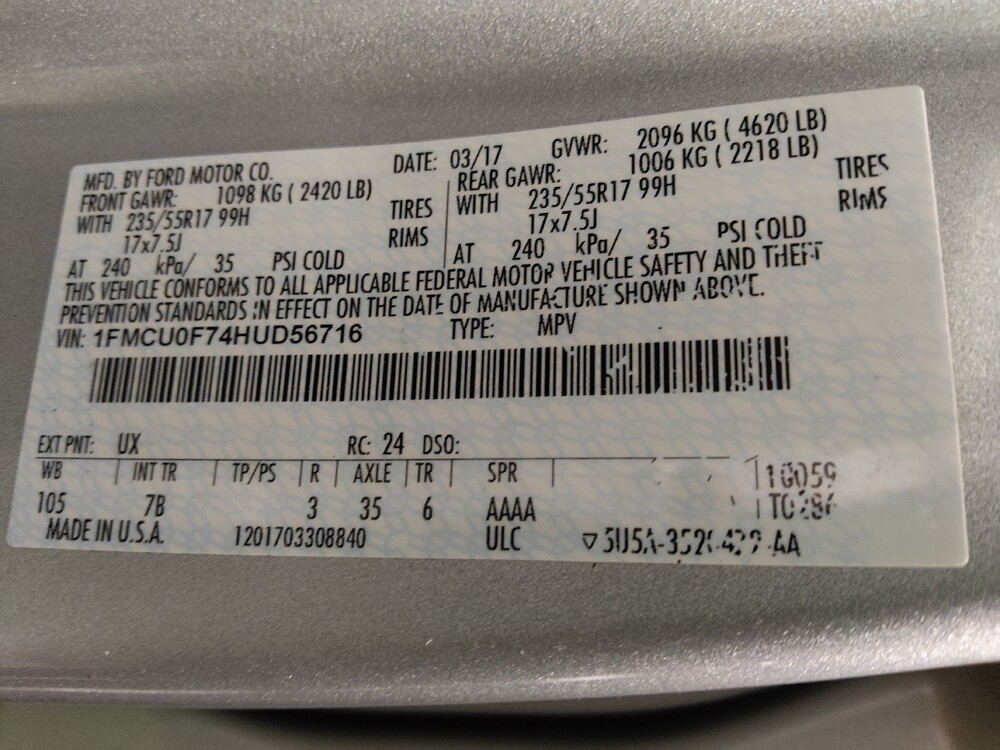 MFD. BY FORD MOTOR CO. DATE: 03/17 GVWR: 2096 KG ( 4620 LB)
FRONT GAWR: 1098 KG ( 2420 LB) REAR GAWR: 1006 KG ( 2218 LB)
WITH 235/55R17 99H TIRES WITH 235/55R17 99H TIRES
17x7.5J RIMS 17x7.5J RIMS
AT 240 kPa/ 35 PSI COLD AT 240 kPa/ 35 PSI COLD
THIS VEHICLE CONFORMS TO ALL APPLICABLE FEDERAL MOTOR VEHICLE SAFETY AND THEFT
PREVENTION STANDARDS IN EFFECT ON THE DATE OF MANUFACTURE SHOWN ABOVE.
VIN: 1FMCU0F74HUD56716 TYPE: MPV
EXT PNT: UX RC: 24 DSO:
WB INT TR TP/PS R AXLE TR SPR
105 7B 3 35 6 AAAA
MADE IN U.S.A. 1201703308840 ULC